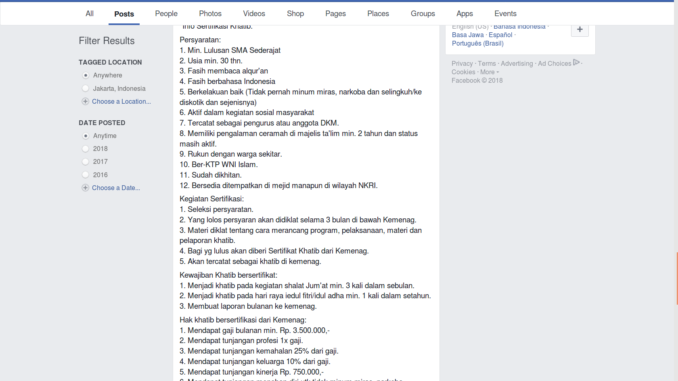 All Posts People Photos Videos Shop Pages Places Groups Apps Events
Info Sertifikasi Khatib.
Filter Results
TAGGED LOCATION
Anywhere
Jakarta, Indonesia
Choose a Location...
DATE POSTED
Anytime
2018
2017
2016
Choose a Date...
Persyaratan:
1. Min. Lulusan SMA Sederajat
2. Usia min. 30 thn.
3. Fasih membaca alqur'an
4. Fasih berbahasa Indonesia
5. Berkelakuan baik (Tidak pernah minum miras, narkoba dan selingkuh/ke
diskotik dan sejenisnya)
6. Aktif dalam kegiatan sosial masyarakat
7. Tercatat sebagai pengurus atau anggota DKM.
8. Memiliki pengalaman ceramah di majelis ta'lim min. 2 tahun dan status
masih aktif.
9. Rukun dengan warga sekitar.
10. Ber-KTP WNI Islam.
11. Sudah dikhitan.
12. Bersedia ditempatkan di mejid manapun di wilayah NKRI.
Kegiatan Sertifikasi:
1. Seleksi persyaratan.
2. Yang lolos persyaran akan dididlat selama 3 bulan di bawah Kemenag.
3. Materi diklat tentang cara merancang program, pelaksanaan, materi dan
pelaporan khatib.
4. Bagi yg lulus akan diberi Sertifikat Khatib dari Kemenag.
5. Akan tercatat sebagai khatib di kemenag.
Kewajiban Khatib bersertifikat:
1. Menjadi khatib pada kegiatan shalat Jum'at min. 3 kali dalam sebulan.
2. Menjadi khatib pada hari raya iedul fitri/idul adha min. 1 kali dalam setahun.
3. Membuat laporan bulanan ke kemenag.
Hak khatib bersertifikasi dari Kemenag:
1. Mendapat gaji bulanan min. Rp. 3.500.000,-
2. Mendapat tunjangan profesi 1x gaji.
3. Mendapat tunjangan kemahalan 25% dari gaji.
4. Mendapat tunjangan keluarga 10% dari gaji.
5. Mendapat tunjangan kinerja Rp. 750.000,-
English (US) · Bahasa Indonesia ·
Basa Jawa · Español ·
Português (Brasil)
Privacy · Terms · Advertising · Ad Choices ·
Cookies · More
Facebook © 2018